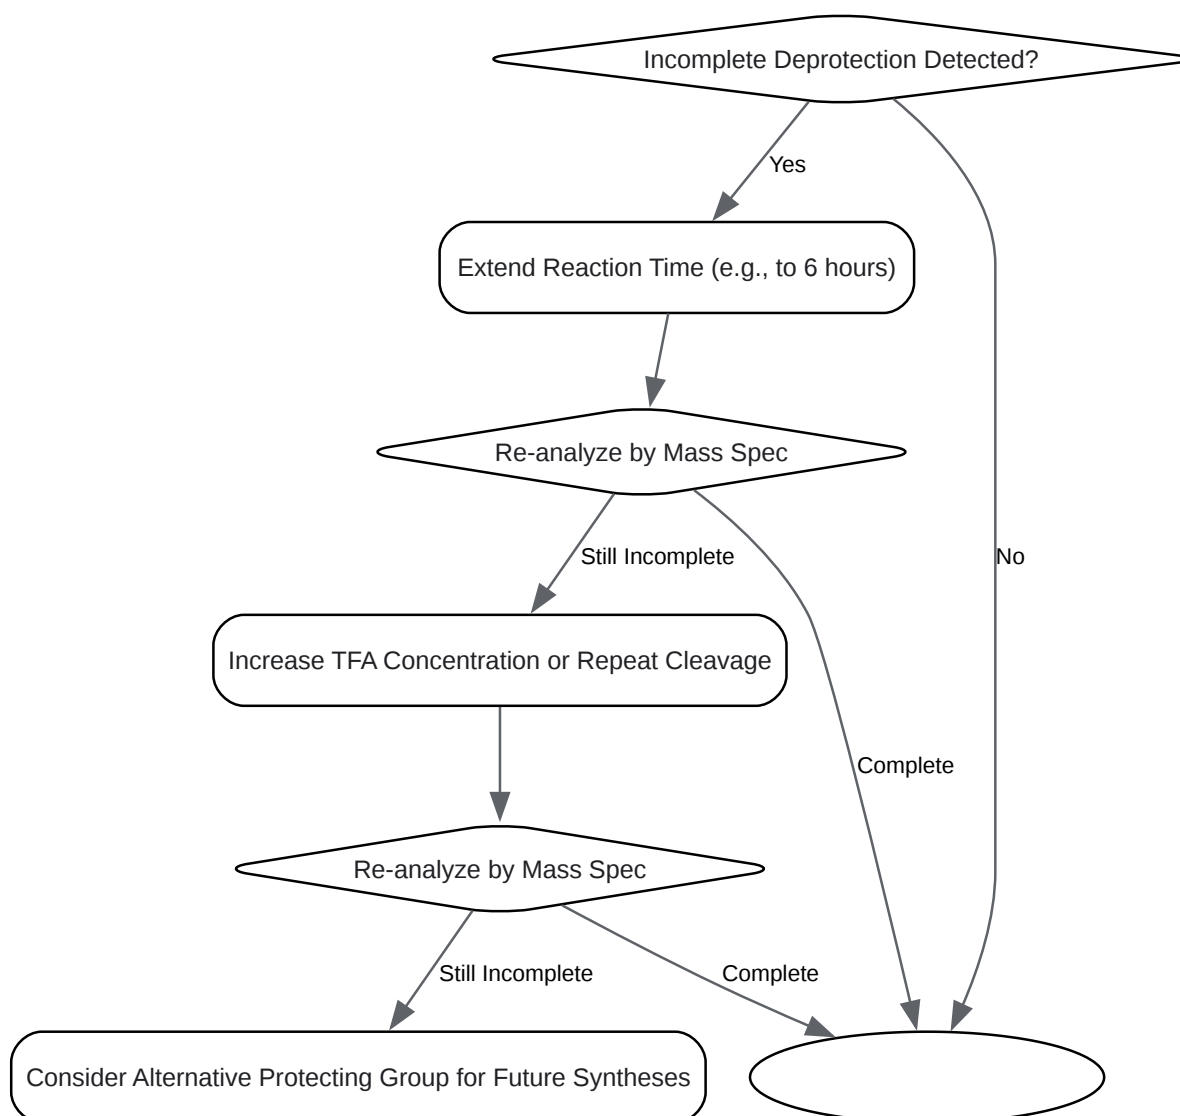 Incomplete Deprotection Detected?
Yes
Extend Reaction Time (e.g., to 6 hours)
Re-analyze by Mass Spec
Still Incomplete
No
Increase TFA Concentration or Repeat Cleavage
Complete
Re-analyze by Mass Spec
Still Incomplete
Complete
Consider Alternative Protecting Group for Future Syntheses